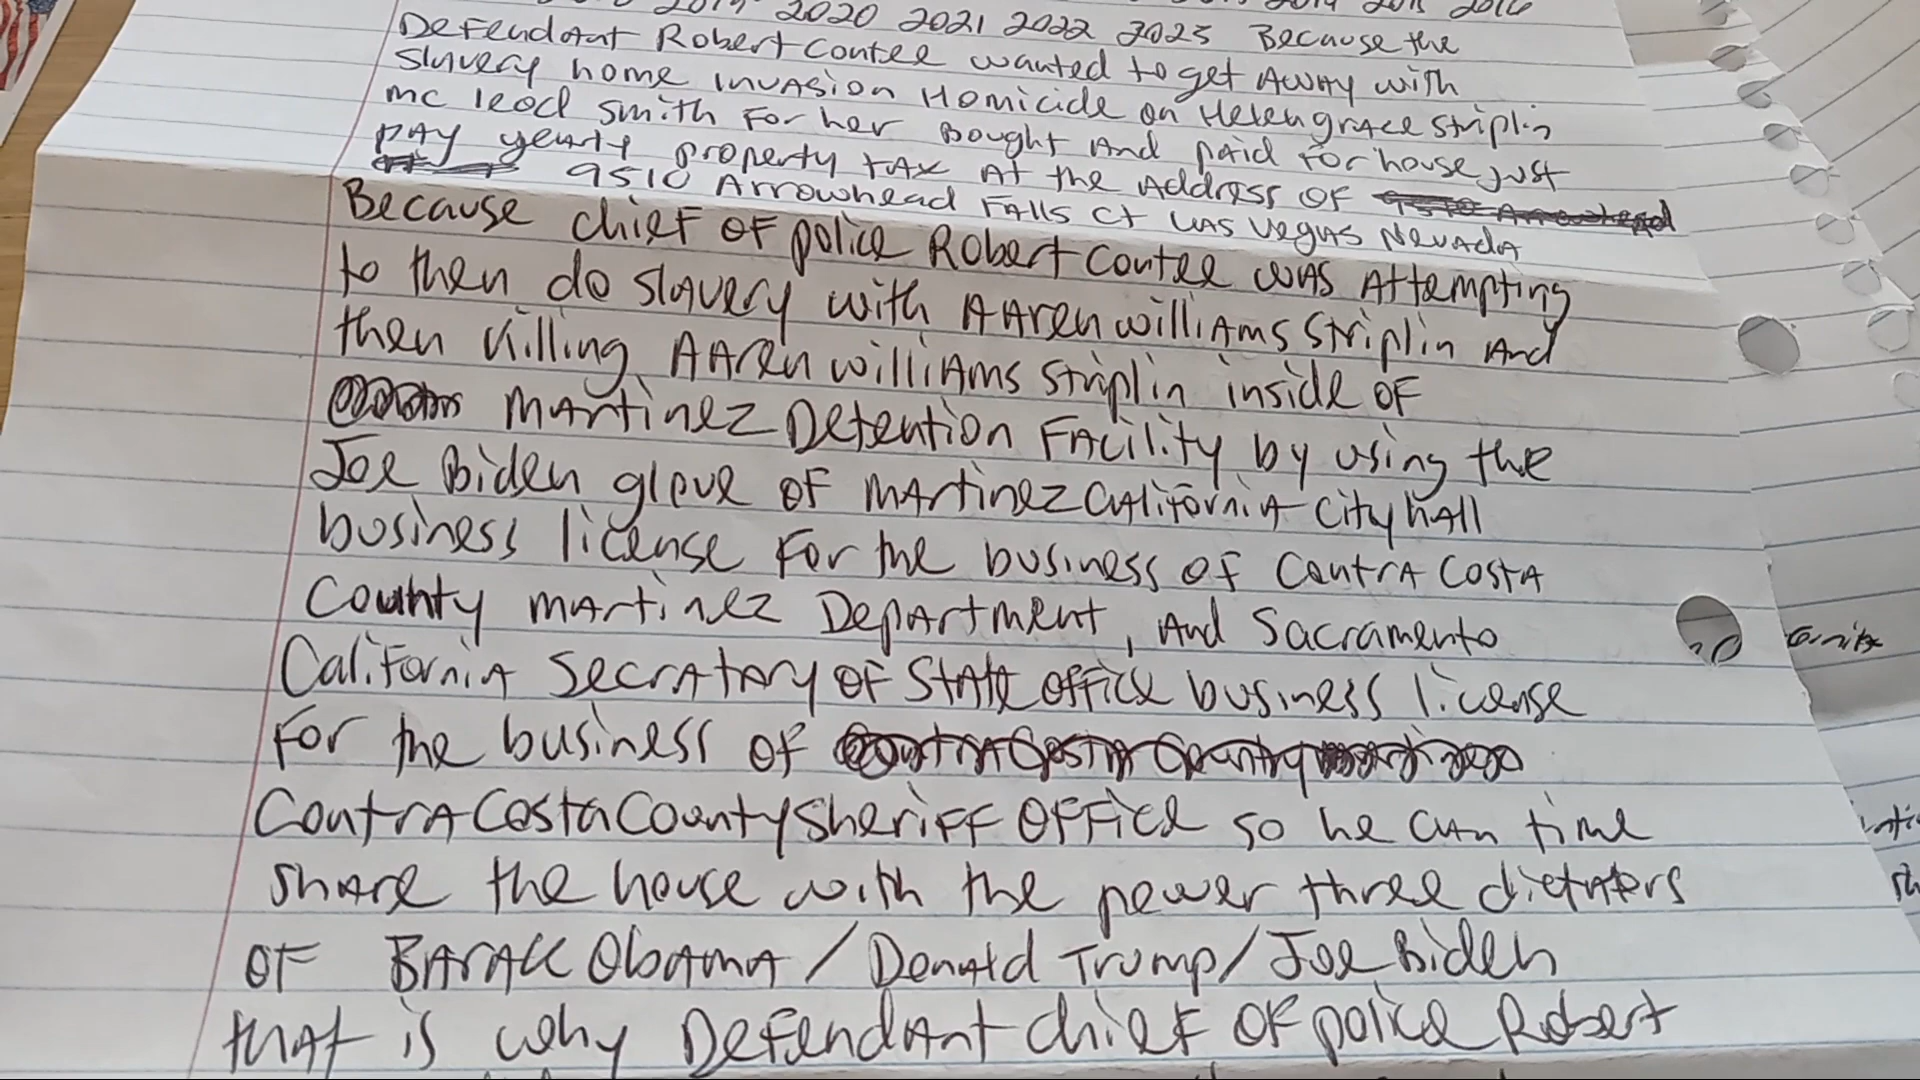 2019 2020 2021 2022 2023 Because the
Defendant Robert Contee wanted to get AWAY with
slavery home invasion Homicide on Helen grace striplin
mc leod smith For her bought And paid for house just
pay yearly property tax At the Address OF
9510 Arrowhead Falls ct Las Vegas Nevada
Because chief OF police Robert Contee was Attempting
to then do slavery with AAren williAms Striplin And
then killing AAren williAms Striplin inside OF
Martinez Detention Facility by using the
Joe Biden glove OF Martinez California City hall
business license For the business OF Contra Costa
County Martinez Department, And Sacramento
California Secratary OF State office business license
For the business OF
Contra Costa County Sheriff Office so he can time
share the house with the power three dictators
OF Barack Obama / Donald Trump / Joe Biden
that is why Defendant chief OF police Robert